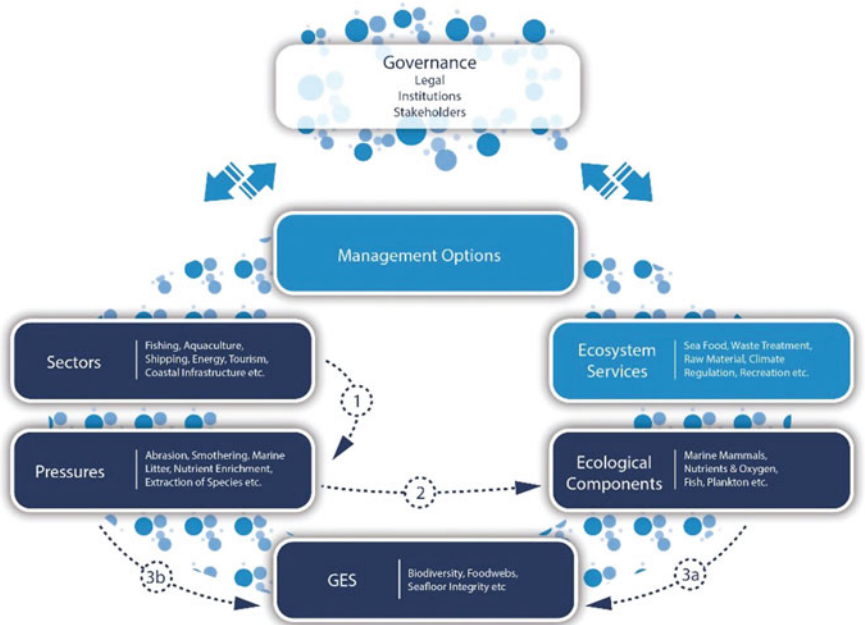 Governance
Legal
Institutions
Stakeholders
Management Options
Sectors
Fishing, Aquaculture,
Shipping, Energy, Tourism,
Coastal Infrastructure etc.
Ecosystem
Services
Sea Food, Waste Treatment,
Raw Material, Climate
Regulation, Recreation etc.
1
Pressures
Abrasion, Smothering, Marine
Litter, Nutrient Enrichment,
Extraction of Species etc.
2
Ecological
Components
Marine Mammals,
Nutrients & Oxygen,
Fish, Plankton etc.
3b
GES
Biodiversity, Foodwebs,
Seafloor Integrity etc
3a